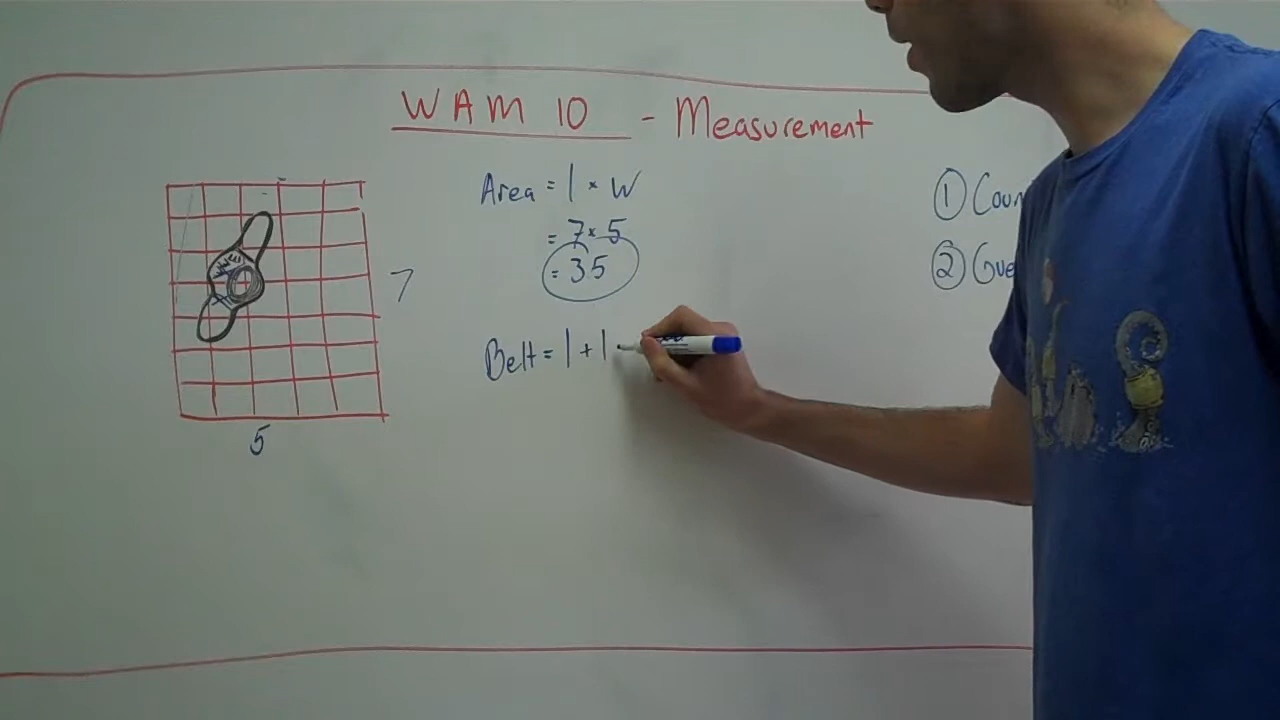 WAM 10 - Measurement
Area = l × W
= 7 × 5
= 35
7
5
Belt = l + l
①
②